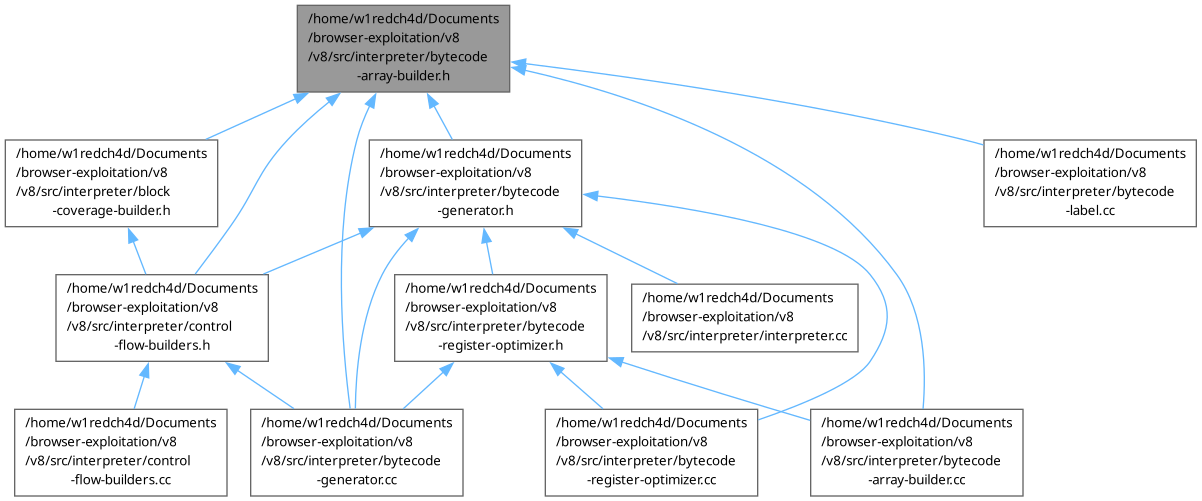 /home/w1redch4d/Documents
/browser-exploitation/v8
/v8/src/interpreter/bytecode
-array-builder.h
/home/w1redch4d/Documents
/browser-exploitation/v8
/v8/src/interpreter/block
-coverage-builder.h
/home/w1redch4d/Documents
/browser-exploitation/v8
/v8/src/interpreter/bytecode
-generator.h
/home/w1redch4d/Documents
/browser-exploitation/v8
/v8/src/interpreter/bytecode
-label.cc
/home/w1redch4d/Documents
/browser-exploitation/v8
/v8/src/interpreter/control
-flow-builders.h
/home/w1redch4d/Documents
/browser-exploitation/v8
/v8/src/interpreter/bytecode
-register-optimizer.h
/home/w1redch4d/Documents
/browser-exploitation/v8
/v8/src/interpreter/interpreter.cc
/home/w1redch4d/Documents
/browser-exploitation/v8
/v8/src/interpreter/control
-flow-builders.cc
/home/w1redch4d/Documents
/browser-exploitation/v8
/v8/src/interpreter/bytecode
-generator.cc
/home/w1redch4d/Documents
/browser-exploitation/v8
/v8/src/interpreter/bytecode
-register-optimizer.cc
/home/w1redch4d/Documents
/browser-exploitation/v8
/v8/src/interpreter/bytecode
-array-builder.cc